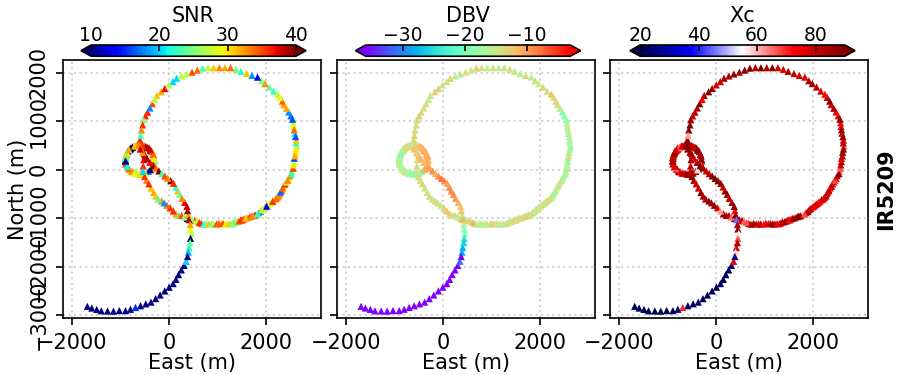 SNR
10 20 30 40
DBV
−30 −20 −10
Xc
20 40 60 80
North (m)
2000
1000
0
−1000
−2000
−3000
−2000 0 2000
East (m)
−2000 0 2000
East (m)
−2000 0 2000
East (m)
IR5209